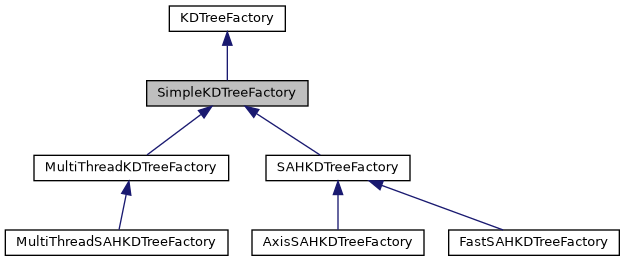 KDTreeFactory
SimpleKDTreeFactory
MultiThreadKDTreeFactory
SAHKDTreeFactory
MultiThreadSAHKDTreeFactory
AxisSAHKDTreeFactory
FastSAHKDTreeFactory